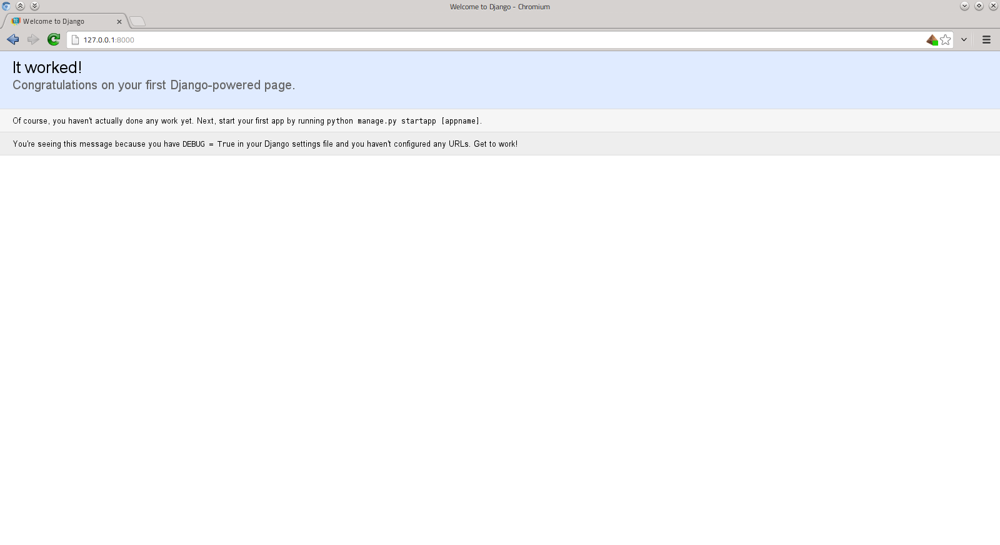 Welcome to Django - Chromium
Welcome to Django
127.0.0.1:8000
It worked!
Congratulations on your first Django-powered page.
Of course, you haven't actually done any work yet. Next, start your first app by running python manage.py startapp [appname].
You're seeing this message because you have DEBUG = True in your Django settings file and you haven't configured any URLs. Get to work!